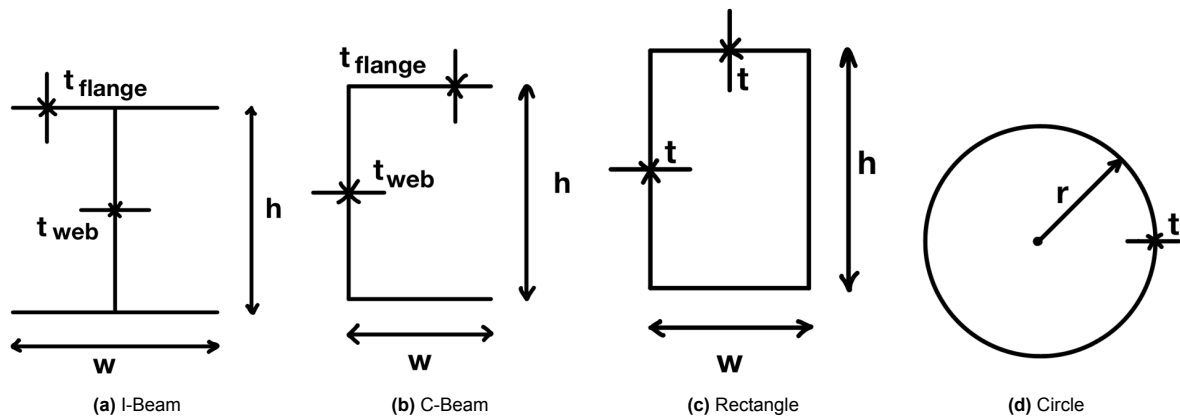 t flange
t web
h
w
(a) I-Beam
t flange
t web
h
w
(b) C-Beam
t
t
h
w
(c) Rectangle
r
t
(d) Circle